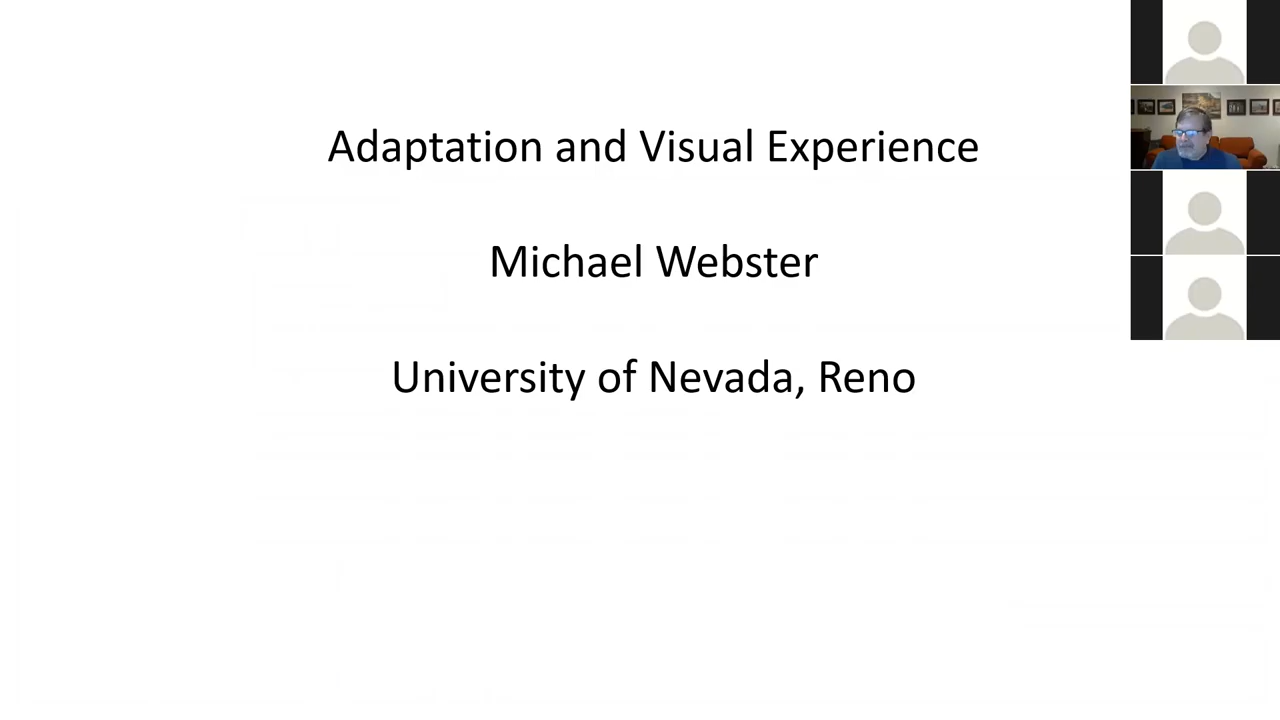 Adaptation and Visual Experience
Michael Webster
University of Nevada, Reno